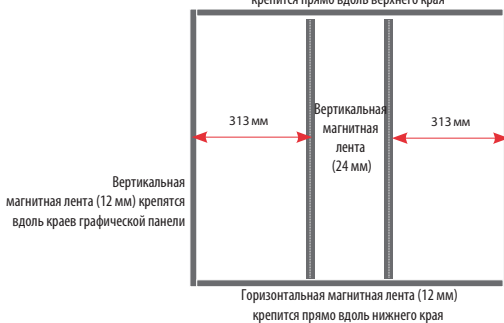 крепится прямо вдоль верхнего края
313 мм
Вертикальная
магнитная
лента
(24 мм)
313 мм
Вертикальная
магнитная лента (12 мм) крепятся
вдоль краев графической панели
Горизонтальная магнитная лента (12 мм)
крепится прямо вдоль нижнего края